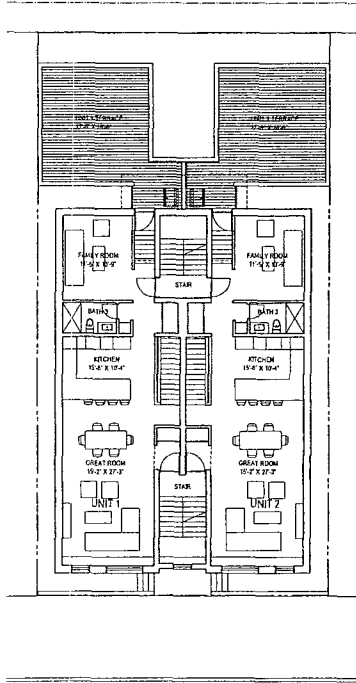 FAMILY ROOM
11'-5" X 10'-9"
FAMILY ROOM
11'-5" X 10'-9"
STAIR
BATH 3
BATH 3
KITCHEN
15'-8" X 10'-4"
KITCHEN
15'-8" X 10'-4"
GREAT ROOM
15'-2" X 27'-3"
GREAT ROOM
15'-2" X 27'-3"
STAIR
UNIT 1
UNIT 2